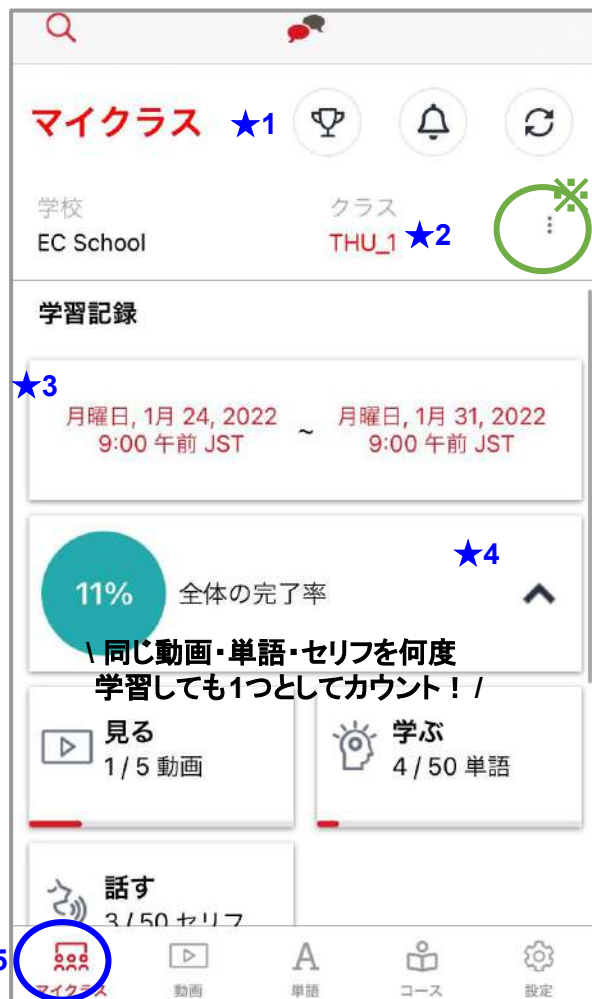 マイクラス ★1
学校
クラス
※
EC School
THU_1 ★2
学習記録
★3
月曜日, 1月 24, 2022
9:00 午前 JST
~
月曜日, 1月 31, 2022
9:00 午前 JST
★4
11%
全体の完了率
\ 同じ動画・単語・セリフを何度
学習しても1つとしてカウント！ /
見る
1 / 5 動画
学ぶ
4 / 50 単語
話す
3 / 50 セリフ
5
A
マイクラス
動画
単語
コース
設定